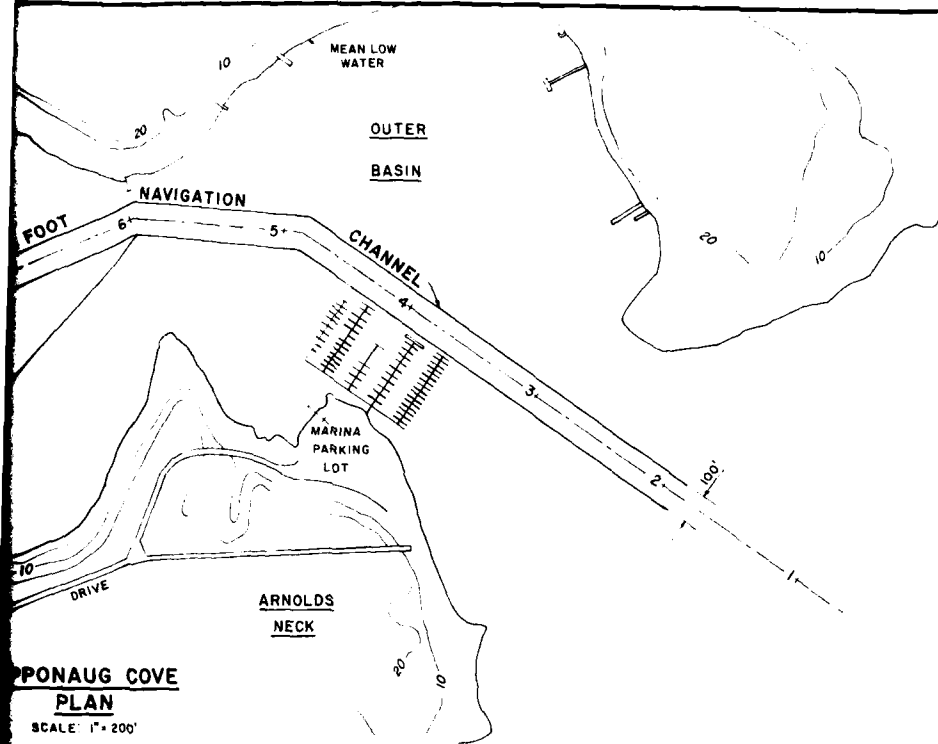 MEAN LOW
WATER
10
20
OUTER
BASIN
FOOT
NAVIGATION
CHANNEL
6+
5+
4+
3+
2+
1+
100'
20
10
MARINA
PARKING
LOT
10
DRIVE
ARNOLDS
NECK
20
10
PPONAUG COVE
PLAN
SCALE: 1"= 200'